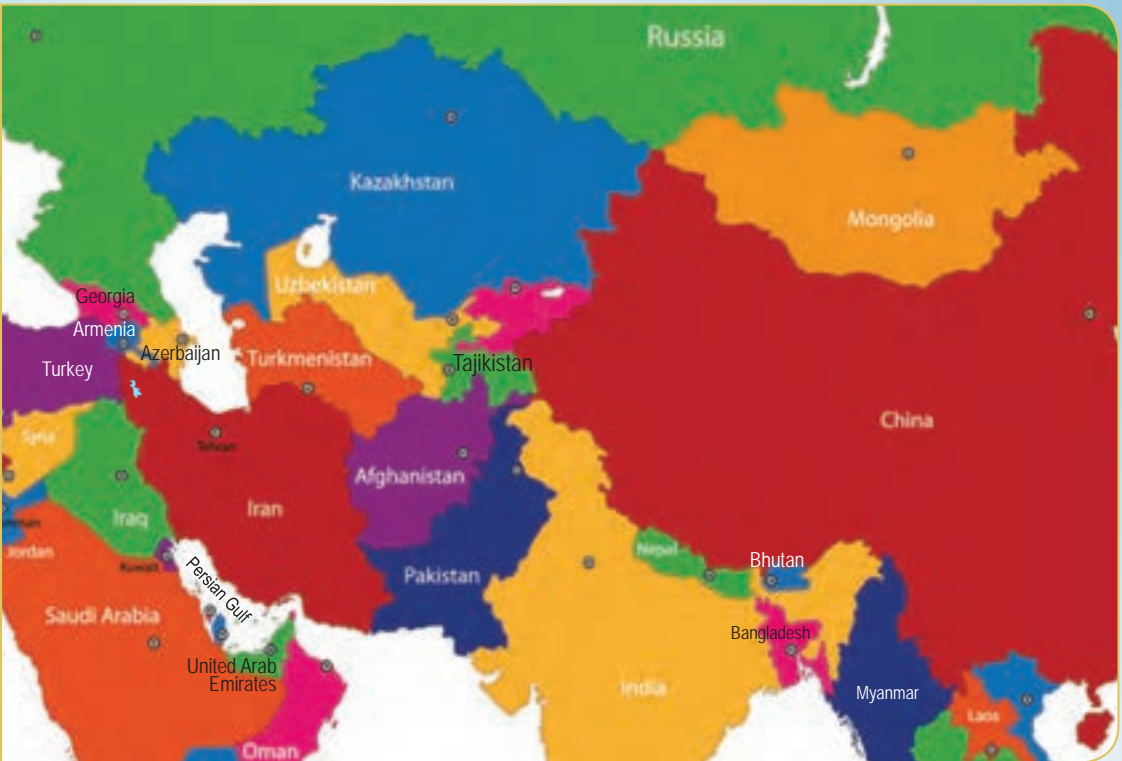 Russia
Kazakhstan
Mongolia
Uzbekistan
Georgia
Armenia
Azerbaijan
Turkmenistan
Tajikistan
Turkey
China
Syria
Tehran
Afghanistan
Iran
Iraq
Jordan
Kuwait
Persian Gulf
Pakistan
Nepal
Bhutan
Saudi Arabia
Bangladesh
United Arab
Emirates
India
Myanmar
Laos
Oman